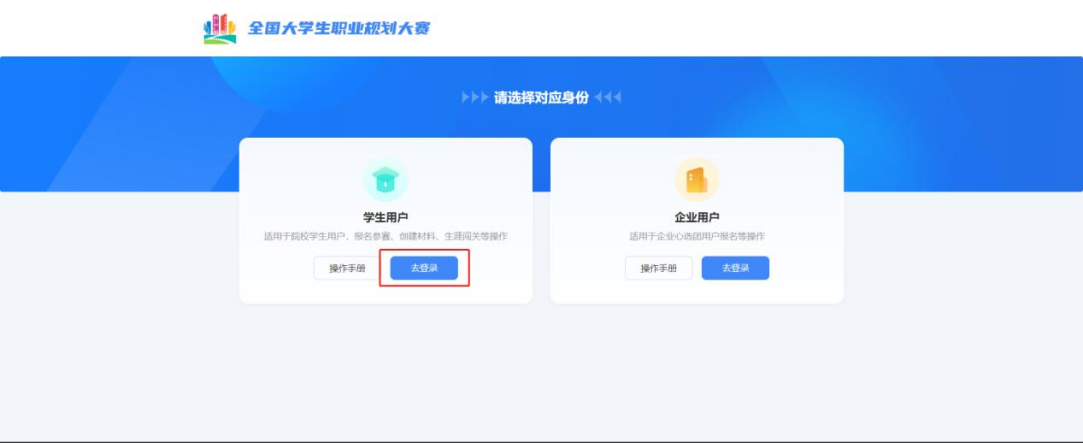 全国大学生职业规划大赛
请选择对应身份
学生用户
适用于院校学生用户，报名参赛、创建材料、生涯闯关等操作
操作手册 去登录
企业用户
适用于企业心选团用户报名等操作
操作手册 去登录